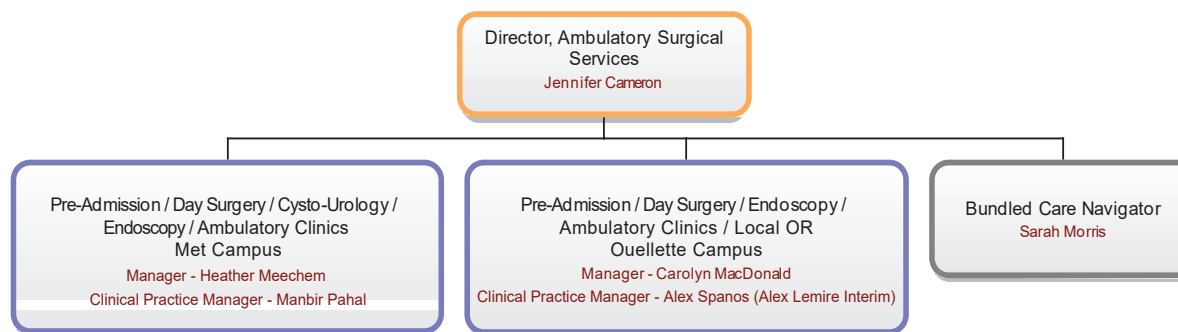 Director, Ambulatory Surgical
Services
Jennifer Cameron
Pre-Admission / Day Surgery / Cysto-Urology /
Endoscopy / Ambulatory Clinics
Met Campus
Manager - Heather Meechem
Clinical Practice Manager - Manbir Pahal
Pre-Admission / Day Surgery / Endoscopy /
Ambulatory Clinics / Local OR
Ouellette Campus
Manager - Carolyn MacDonald
Clinical Practice Manager - Alex Spanos (Alex Lemire Interim)
Bundled Care Navigator
Sarah Morris